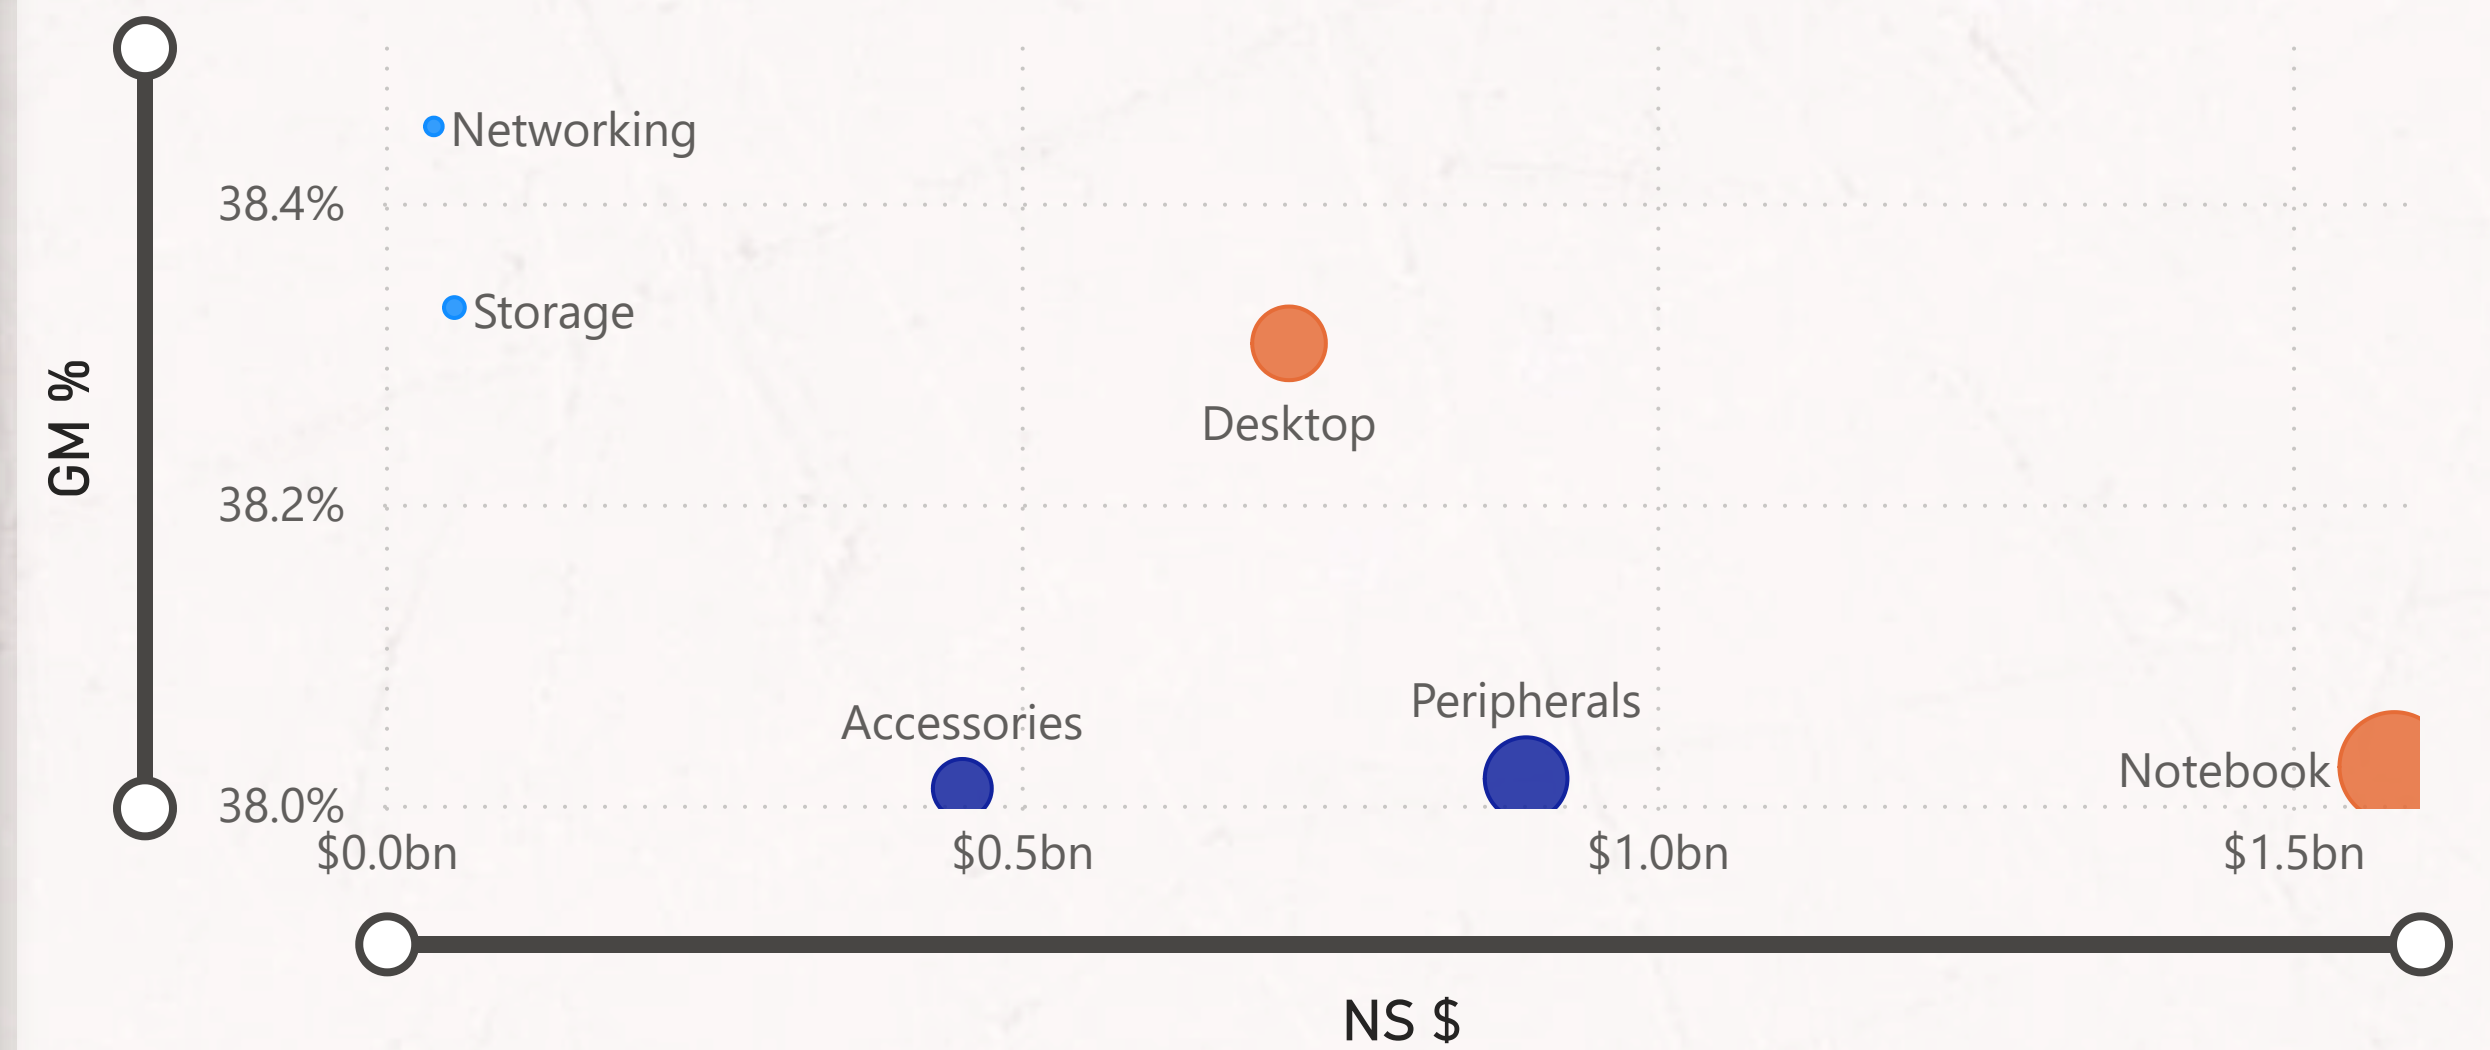 Networking
38.4%
Storage
GM %
Desktop
38.2%
Peripherals
Accessories
Notebook
38.0%
$0.0bn
$0.5bn
$1.0bn
$1.5bn
NS $